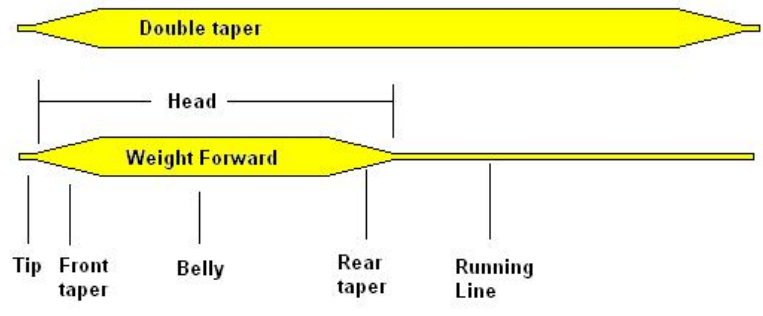 Double taper
Head
Weight Forward
Tip
Front
taper
Belly
Rear
taper
Running
Line